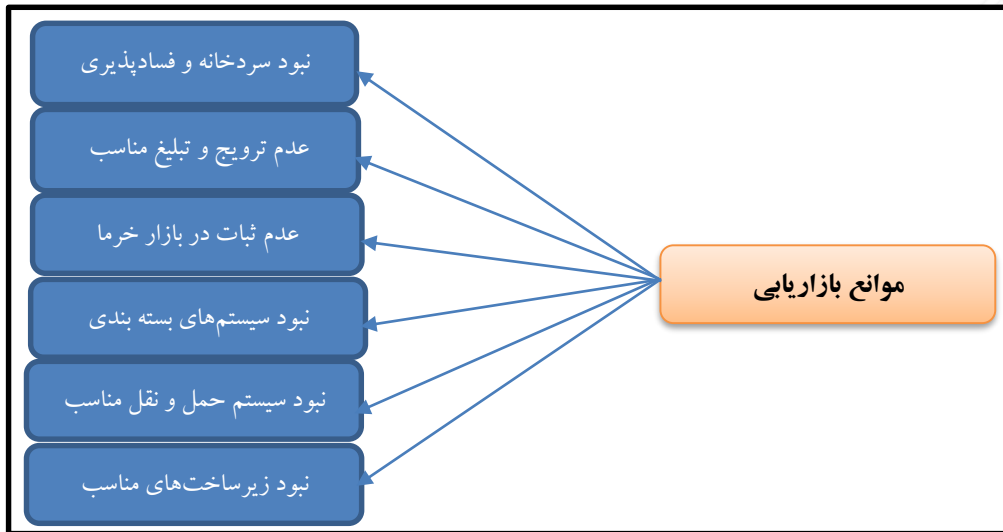 موانع بازاریابی
نبود سردخانه و فسادپذیری
عدم ترویج و تبلیغ مناسب
عدم ثبات در بازار خرما
نبود سیستم‌های بسته بندی
نبود سیستم حمل و نقل مناسب
نبود زیرساخت‌های مناسب